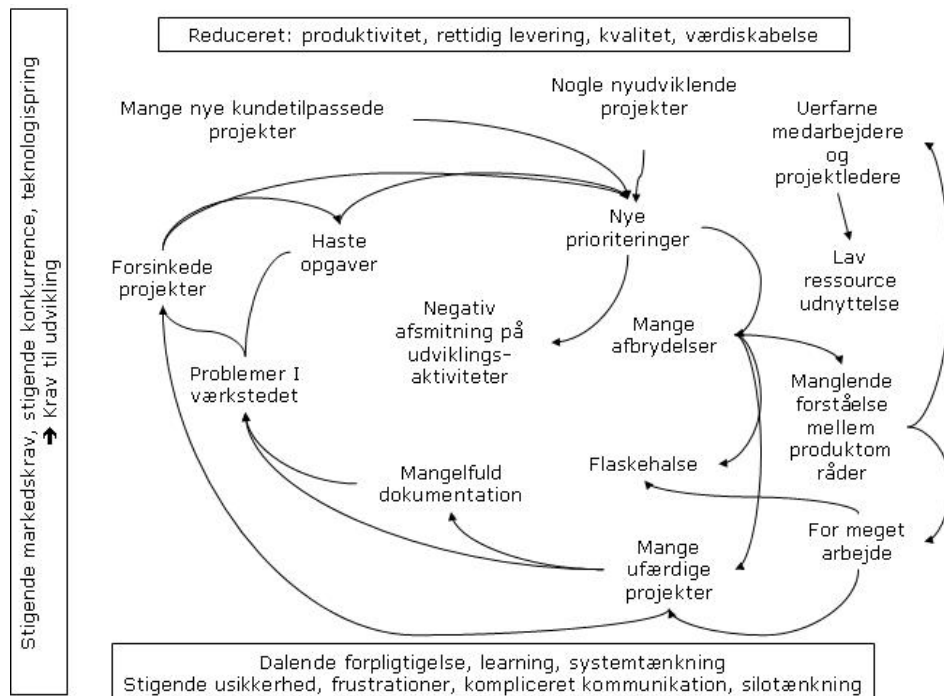 Reduceret: produktivitet, rettidig levering, kvalitet, værdiskabelse
Stigende markedskrav, stigende konkurrence, teknologispring
➔ Krav til udvikling
Mange nye kundetilpassede
projekter
Nogle nyudviklende
projekter
Uerfarne
medarbejdere
og
projektledere
Haste
opgaver
Nye
prioriteringer
Forsinkede
projekter
Lav
ressource
udnyttelse
Negativ
afsmitning på
udviklings-
aktiviteter
Mange
afbrydelser
Problemer I
værkstedet
Manglende
forståelse
mellem
produktom
råder
Mangelfuld
dokumentation
Flaskehalse
For meget
arbejde
Mange
ufærdige
projekter
Dalende forpligtigelse, learning, systemtænkning
Stigende usikkerhed, frustrationer, kompliceret kommunikation, silotænkning